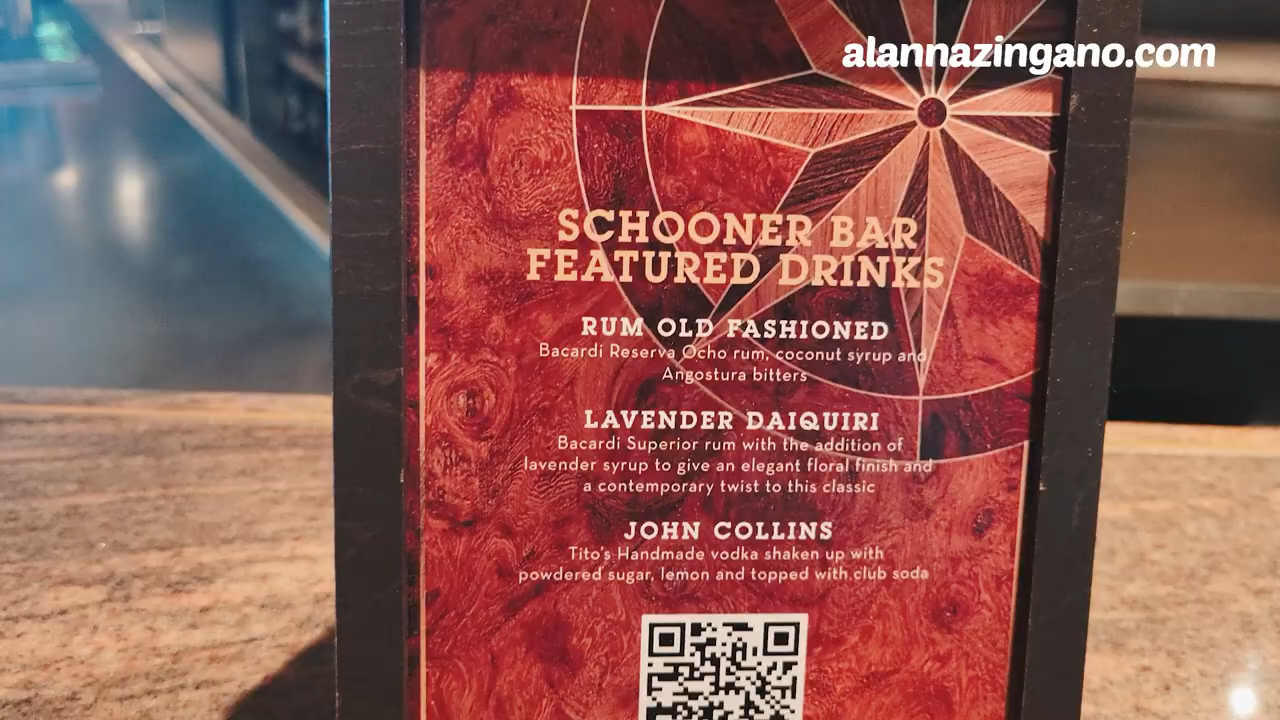 alannazingano.com
SCHOONER BAR
FEATURED DRINKS
RUM OLD FASHIONED
Bacardi Reserva Ocho rum, coconut syrup and
Angostura bitters
LAVENDER DAIQUIRI
Bacardi Superior rum with the addition of
lavender syrup to give an elegant floral finish and
a contemporary twist to this classic
JOHN COLLINS
Tito's Handmade vodka shaken up with
powdered sugar, lemon and topped with club soda